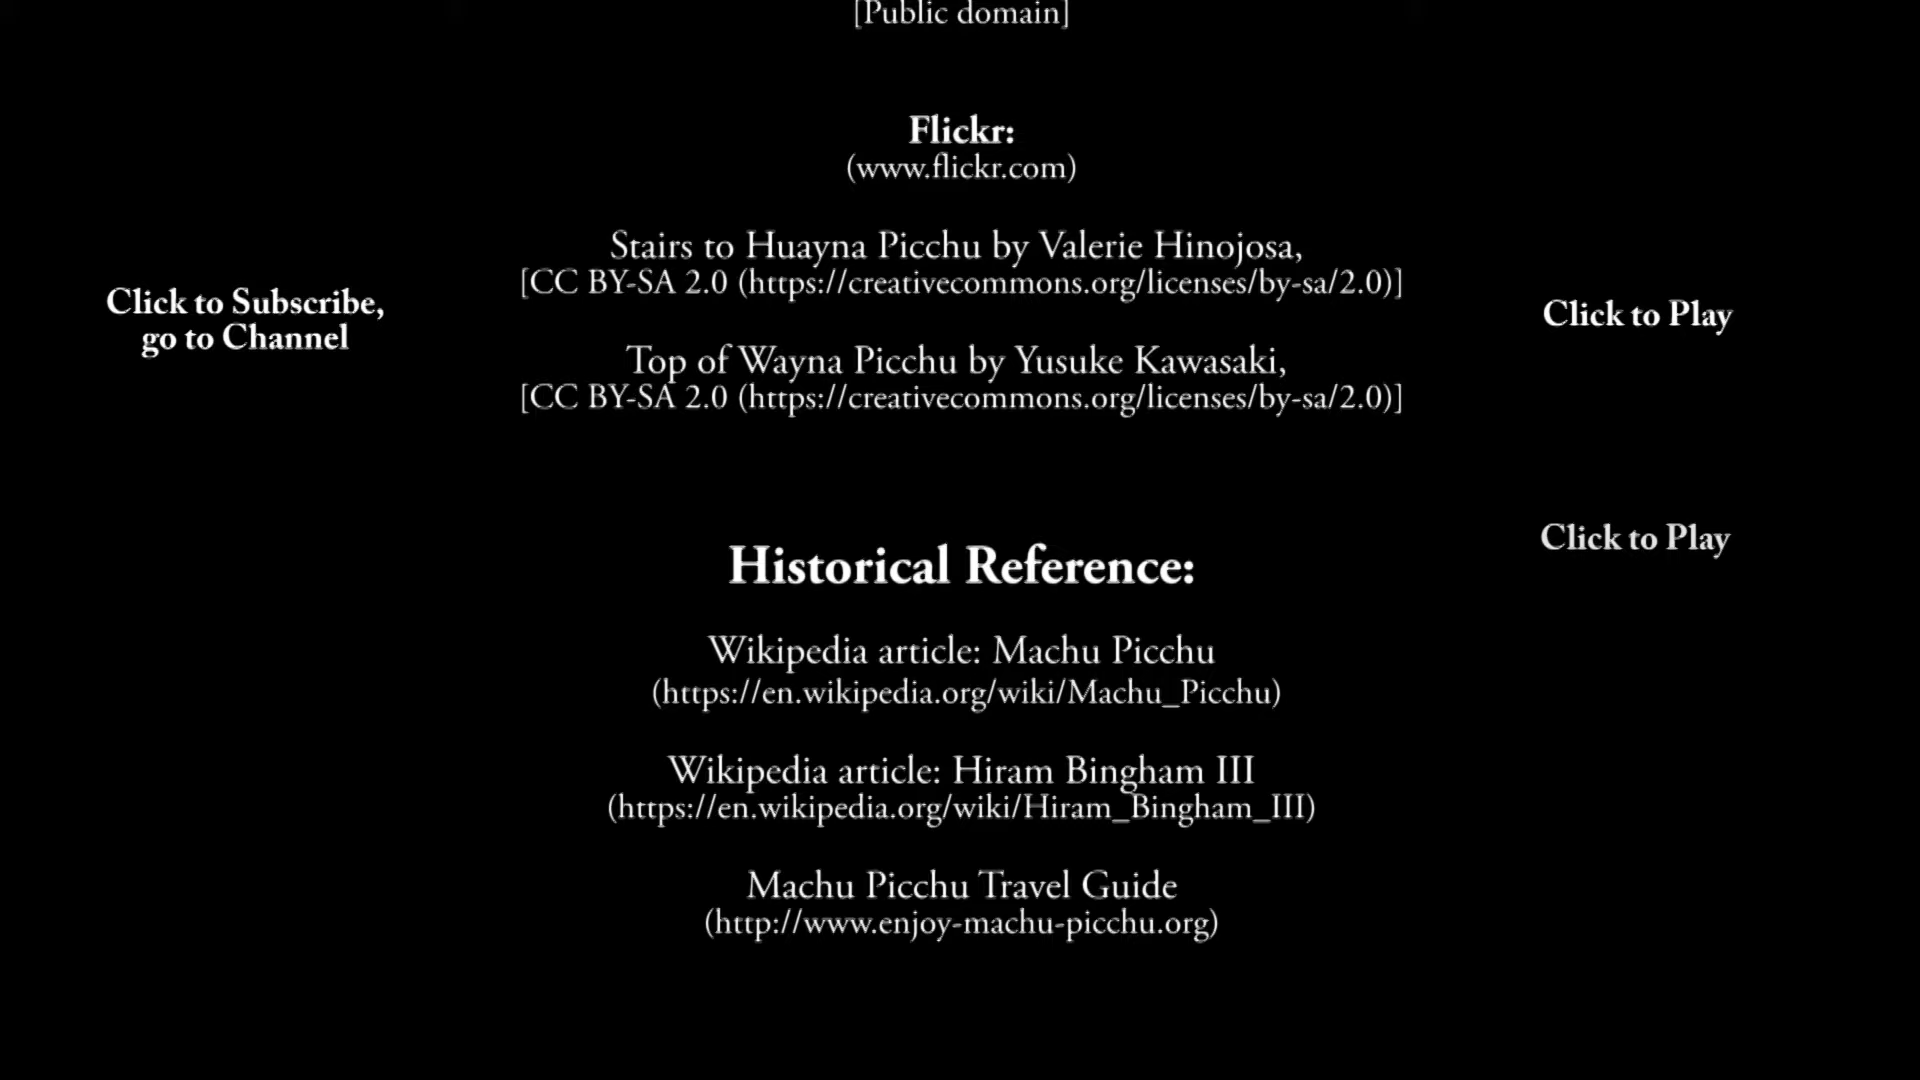 [Public domain]
Flickr:
(www.flickr.com)
Stairs to Huayna Picchu by Valerie Hinojosa,
[CC BY-SA 2.0 (https://creativecommons.org/licenses/by-sa/2.0)]
Click to Subscribe,
go to Channel
Click to Play
Top of Wayna Picchu by Yusuke Kawasaki,
[CC BY-SA 2.0 (https://creativecommons.org/licenses/by-sa/2.0)]
Click to Play
Historical Reference:
Wikipedia article: Machu Picchu
(https://en.wikipedia.org/wiki/Machu_Picchu)
Wikipedia article: Hiram Bingham III
(https://en.wikipedia.org/wiki/Hiram_Bingham_III)
Machu Picchu Travel Guide
(http://www.enjoy-machu-picchu.org)